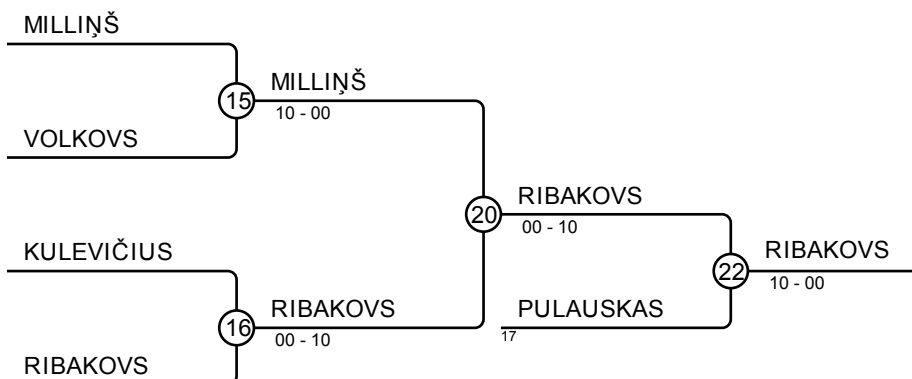 MILLIŅŠ
15
MILLIŅŠ
10 - 00
VOLKOVS
20
RIBAKOVS
00 - 10
KULEVIČIUS
22
RIBAKOVS
10 - 00
16
RIBAKOVS
00 - 10
PULAUSKAS
17
RIBAKOVS